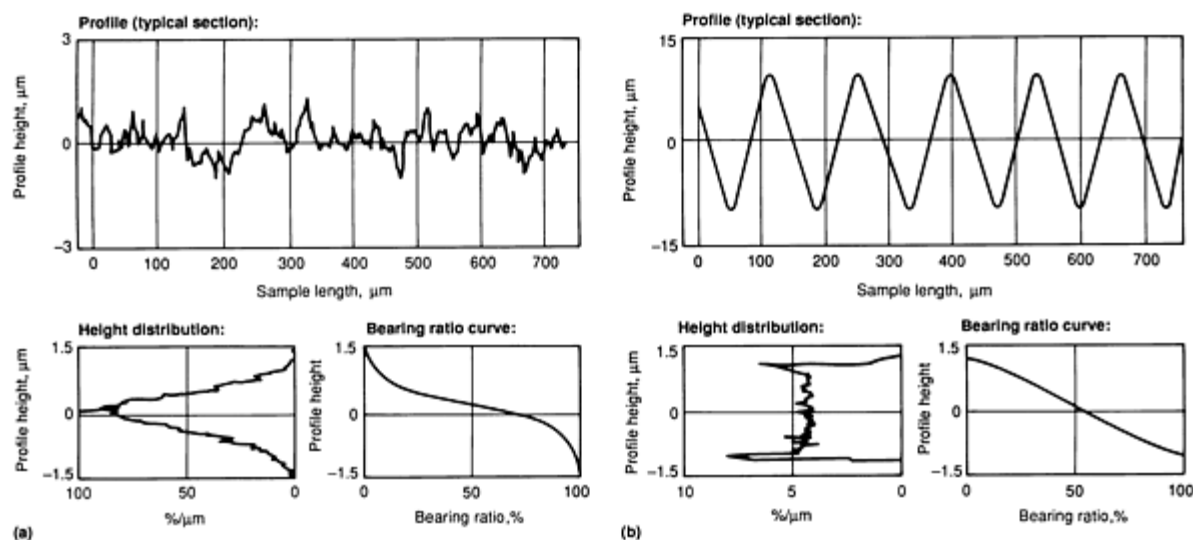 Profile (typical section):
3
Profile height, μm
0
−3
0 100 200 300 400 500 600 700
Sample length, μm
Height distribution:
1.5
Profile height, μm
0
−1.5
100 50 0
%/μm
Bearing ratio curve:
1.5
Profile height
0
−1.5
0 50 100
Bearing ratio,%
(a)
Profile (typical section):
15
Profile height, μm
0
−15
0 100 200 300 400 500 600 700
Sample length, μm
Height distribution:
1.5
Profile height, μm
0
−1.5
10 5 0
%/μm
Bearing ratio curve:
1.5
Profile height
0
−1.5
0 50 100
Bearing ratio,%
(b)